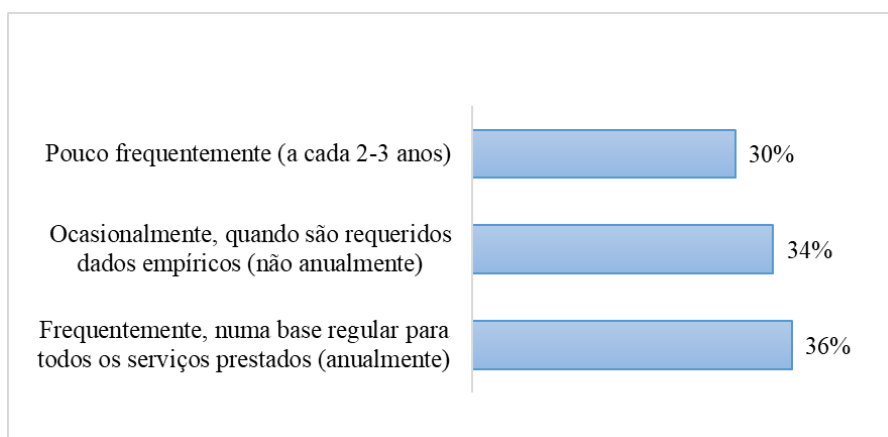 Pouco frequentemente (a cada 2-3 anos)
30%
Ocasionalmente, quando são requeridos
dados empíricos (não anualmente)
34%
Frequentemente, numa base regular para
todos os serviços prestados (anualmente)
36%